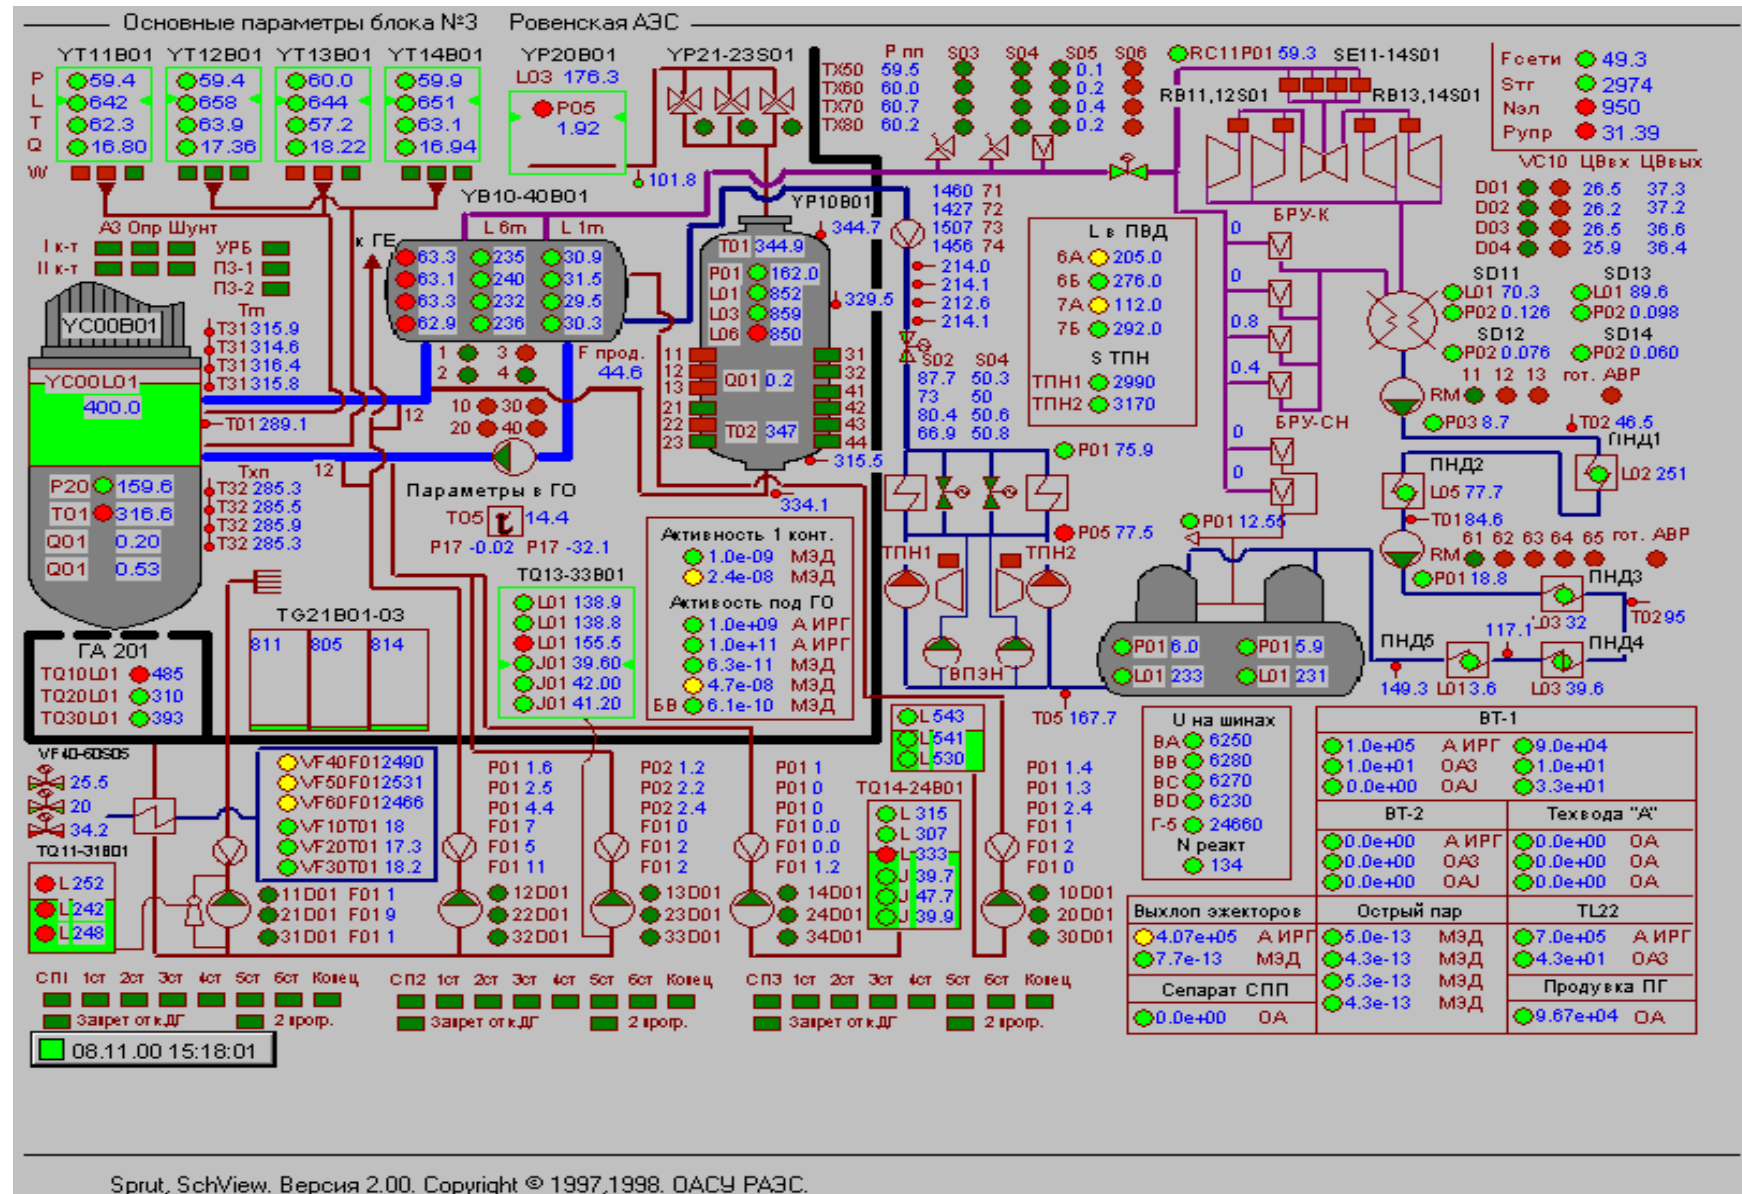 Основные параметры блока №3 Ровенская АЭС
YT11B01 YT12B01 YT13B01 YT14B01
P 59.4 59.4 60.0 59.9
L 642 658 644 651
T 62.3 63.9 57.2 63.1
Q 16.80 17.36 18.22 16.94
W
YP20B01
L03 176.3
P05
1.92
YP21-23S01
101.8
P пп S03 S04 S05 S06
TX50 59.5 0.1
TX60 60.0 0.2
TX70 60.7 0.4
TX80 60.2 0.2
RC11P01 59.3 SE11-14S01
RB11,12S01 RB13,14S01
Fсети 49.3
Sтг 2974
Nэл 950
Pупр 31.39
VC10 ЦВвх ЦВвых
D01 26.5 37.3
D02 26.2 37.2
D03 26.5 36.6
D04 25.9 36.4
АЗ Опр Шунт
I к-т УРБ
II к-т ПЗ-1
ПЗ-2
к ГЕ
YB10-40B01
L 6m L 1m
63.3 235 30.9
63.1 240 31.5
63.3 232 29.5
62.9 236 30.3
1 3
2 4
F прод.
44.6
10 30
20 40
12
12
YP10B01
344.7
T01 344.9
P01 162.0
L01 852
L03 859
L06 850
329.5
11 31
12 32
13 41
21 42
22 43
23 44
Q01 0.2
T02 347
315.5
334.1
1460 71
1427 72
1507 73
1456 74
214.0
214.1
212.6
214.1
S02 S04
87.7 50.3
73 50
80.4 50.6
66.9 50.8
L в ПВД
6А 205.0
6Б 276.0
7А 112.0
7Б 292.0
S ТПН
ТПН1 2990
ТПН2 3170
БРУ-К
0
0
0.8
0.4
БРУ-СН
0
0
SD11 SD13
L01 70.3 L01 89.6
P02 0.126 P02 0.098
SD12 SD14
P02 0.076 P02 0.060
11 12 13 гот. АВР
RM
P03 8.7
T02 46.5
ПНД1
L02 251
ПНД2
L05 77.7
T01 84.6
61 62 63 64 65 гот. АВР
RM
P01 18.8
ПНД3
L03 32
T02 95
ПНД4
L03 39.6
117.1
ПНД5
L01 3.6
149.3
YC00B01
YC00L01
400.0
Tm
T31 315.9
T31 314.6
T31 316.4
T31 315.8
T01 289.1
Tхп
T32 285.3
T32 285.5
T32 285.9
T32 285.3
P20 159.6
T01 316.6
Q01 0.20
Q01 0.53
Параметры в ГО
T05 14.4
P17 -0.02 P17 -32.1
P01 75.9
P05 77.5
ТПН1 ТПН2
ВПЭН
T05 167.7
P01 12.55
P01 6.0 P01 5.9
L01 233 L01 231
TQ13-33B01
L01 138.9
L01 138.8
L01 155.5
J01 39.60
J01 42.00
J01 41.20
Активность 1 конт.
1.0e-09 МЭД
2.4e-08 МЭД
Активость под ГО
1.0e+09 А ИРГ
1.0e+11 А ИРГ
6.3e-11 МЭД
4.7e-08 МЭД
БВ 6.1e-10 МЭД
TG21B01-03
811 805 814
ГА 201
TQ10L01 485
TQ20L01 310
TQ30L01 393
VF40-60S05
25.5
20
34.2
VF40F01 2490
VF50F01 2531
VF60F01 2466
VF10T01 18
VF20T01 17.3
VF30T01 18.2
TQ11-31B01
L 252
L 242
L 248
11D01 F01 1
21D01 F01 9
31D01 F01 1
P01 1.6
P01 2.5
P01 4.4
F01 7
F01 5
F01 11
12D01
22D01
32D01
P02 1.2
P02 2.2
P02 2.4
F01 0
F01 2
F01 2
13D01
23D01
33D01
P01 1
P01 0
P01 0
F01 0.0
F01 0.0
F01 1.2
14D01
24D01
34D01
L 543
L 541
L 530
TQ14-24B01
L 315
L 307
L 333
J 39.7
J 47.7
J 39.9
P01 1.4
P01 1.3
P01 2.4
F01 1
F01 2
F01 0
10D01
20D01
30D01
U на шинах
BA 6250
BB 6280
BC 6270
BD 6230
Г-5 24660
N реакт
134
ВТ-1
1.0e+05 А ИРГ 9.0e+04
1.0e+01 ОАЗ 1.0e+01
0.0e+00 ОАJ 3.3e+01
ВТ-2 Техвода "А"
0.0e+00 А ИРГ 0.0e+00 ОА
0.0e+00 ОАЗ 0.0e+00 ОА
0.0e+00 ОАJ 0.0e+00 ОА
Выхлоп эжекторов Острый пар TL22
4.07e+05 А ИРГ 5.0e-13 МЭД 7.0e+05 А ИРГ
7.7e-13 МЭД 4.3e-13 МЭД 4.3e+01 ОАЗ
Сепарат СПП 5.3e-13 МЭД Продувка ПГ
4.3e-13 МЭД
0.0e+00 ОА 9.67e+04 ОА
СП1 1ст 2ст 3ст 4ст 5ст 6ст Конец СП2 1ст 2ст 3ст 4ст 5ст 6ст Конец СП3 1ст 2ст 3ст 4ст 5ст 6ст Конец
Запрет от к.ДГ 2 прогр. Запрет от к.ДГ 2 прогр. Запрет от к.ДГ 2 прогр.
08.11.00 15:18:01
Sprut, SchView. Версия 2.00. Copyright © 1997,1998. ОАСУ РАЭС.